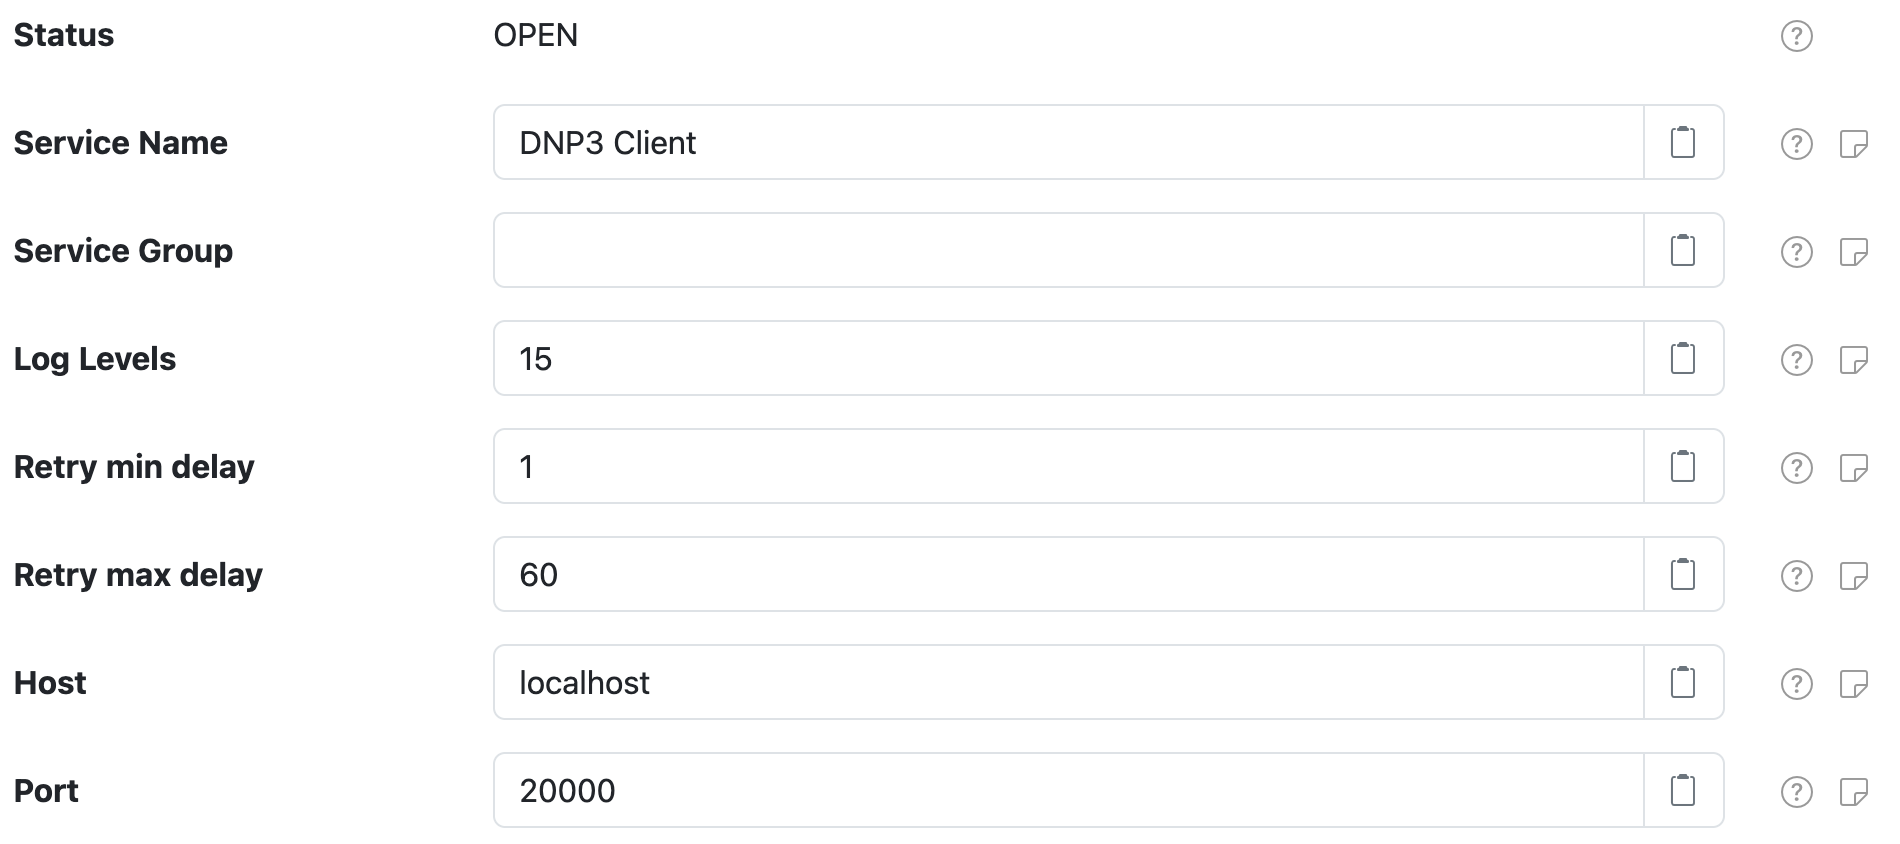 Status OPEN
Service Name DNP3 Client
Service Group
Log Levels 15
Retry min delay 1
Retry max delay 60
Host localhost
Port 20000